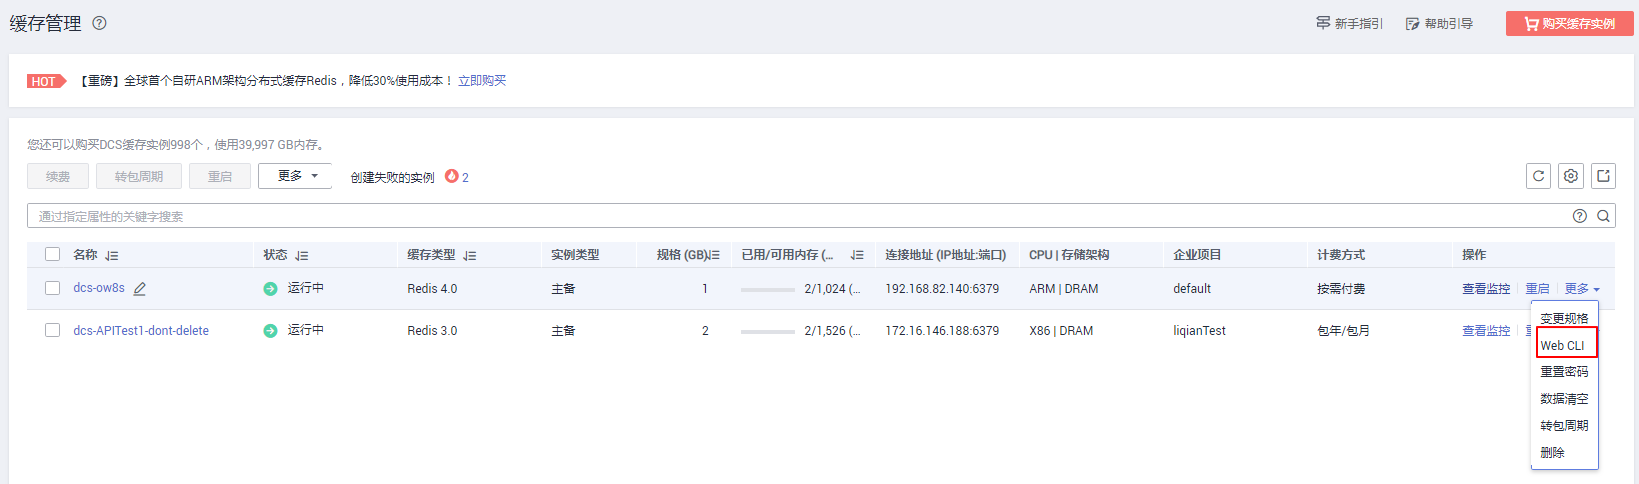 缓存管理
新手指引 帮助引导 购买缓存实例
HOT 【重磅】全球首个自研ARM架构分布式缓存Redis，降低30%使用成本！ 立即购买
您还可以购买DCS缓存实例998个，使用39,997 GB内存。
续费 转包周期 重启 更多 创建失败的实例 2
通过指定属性的关键字搜索
名称 状态 缓存类型 实例类型 规格 (GB) 已用/可用内存 (... 连接地址 (IP地址:端口) CPU | 存储架构 企业项目 计费方式 操作
dcs-ow8s 运行中 Redis 4.0 主备 1 2/1,024 (... 192.168.82.140:6379 ARM | DRAM default 按需付费 查看监控 重启 更多
dcs-APITest1-dont-delete 运行中 Redis 3.0 主备 2 2/1,526 (... 172.16.146.188:6379 X86 | DRAM liqianTest 包年/包月 查看监控
变更规格
Web CLI
重置密码
数据清空
转包周期
删除